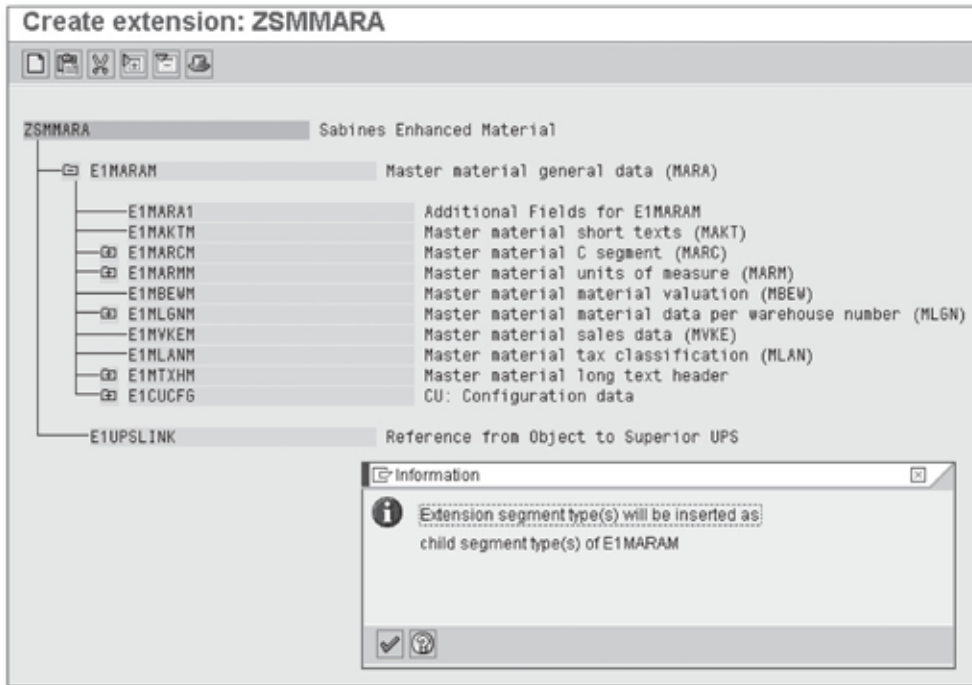 Create extension: ZSMMARA
ZSMMARA Sabines Enhanced Material
E1MARAM Master material general data (MARA)
E1MARA1 Additional Fields for E1MARAM
E1MAKTM Master material short texts (MAKT)
E1MARCM Master material C segment (MARC)
E1MARMM Master material units of measure (MARM)
E1MBEWM Master material material valuation (MBEW)
E1MLGNM Master material material data per warehouse number (MLGN)
E1MVKEM Master material sales data (MVKE)
E1MLANM Master material tax classification (MLAN)
E1MTXHM Master material long text header
E1CUCFG CU: Configuration data
E1UPSLINK Reference from Object to Superior UPS
Information
Extension segment type(s) will be inserted as
child segment type(s) of E1MARAM